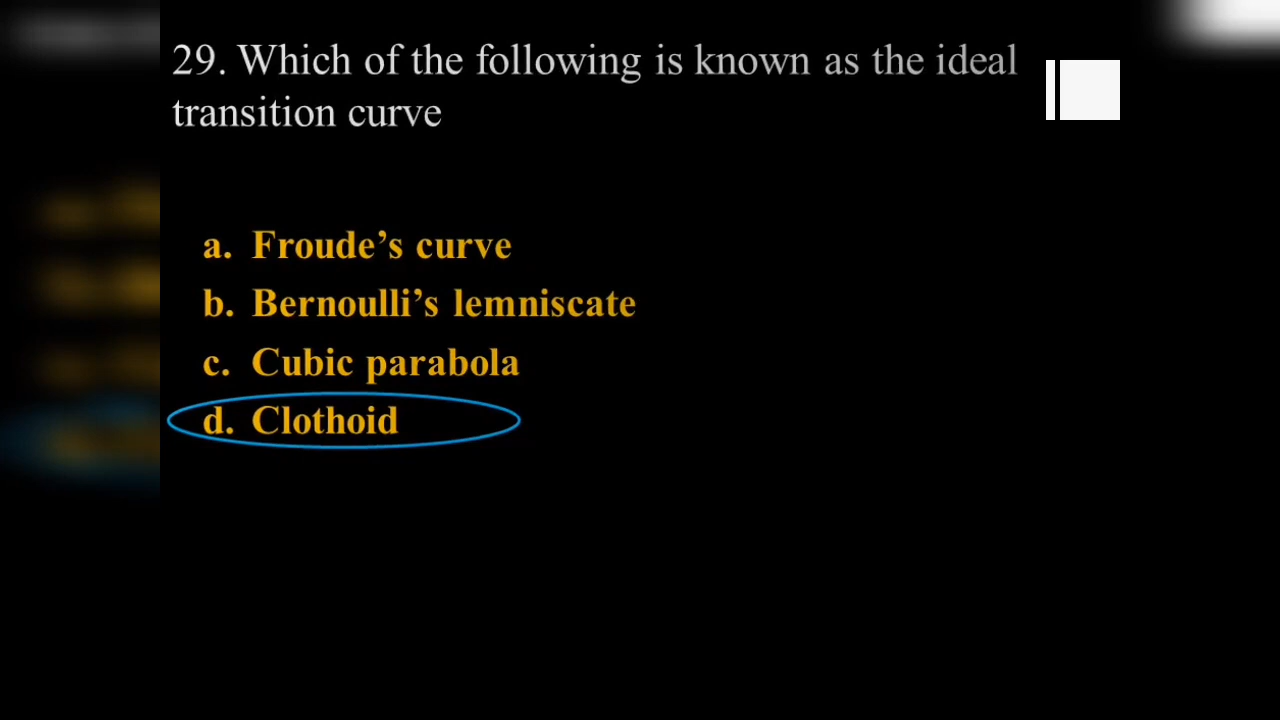 29. Which of the following is known as the ideal
transition curve
a. Froude’s curve
b. Bernoulli’s lemniscate
c. Cubic parabola
d. Clothoid